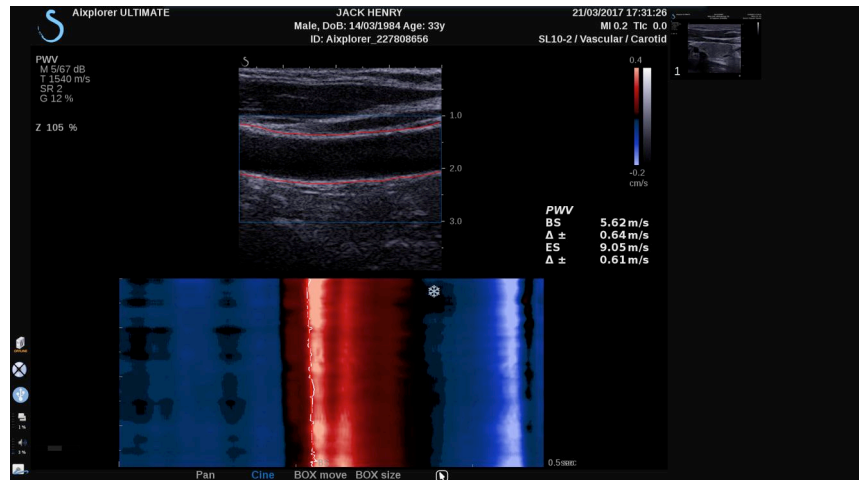 Aixplorer ULTIMATE
JACK HENRY
21/03/2017 17:31:26
Male, DoB: 14/03/1984 Age: 33y
MI 0.2 TIc 0.0
ID: Aixplorer_227808656
SL10-2 / Vascular / Carotid
PWV
M 5/67 dB
T 1540 m/s
SR 2
G 12 %
Z 105 %
1.0
2.0
3.0
0.4
-0.2
cm/s
1
PWV
BS 5.62 m/s
Δ ± 0.64 m/s
ES 9.05 m/s
Δ ± 0.61 m/s
OFFLINE
1 %
Pan Cine BOX move BOX size